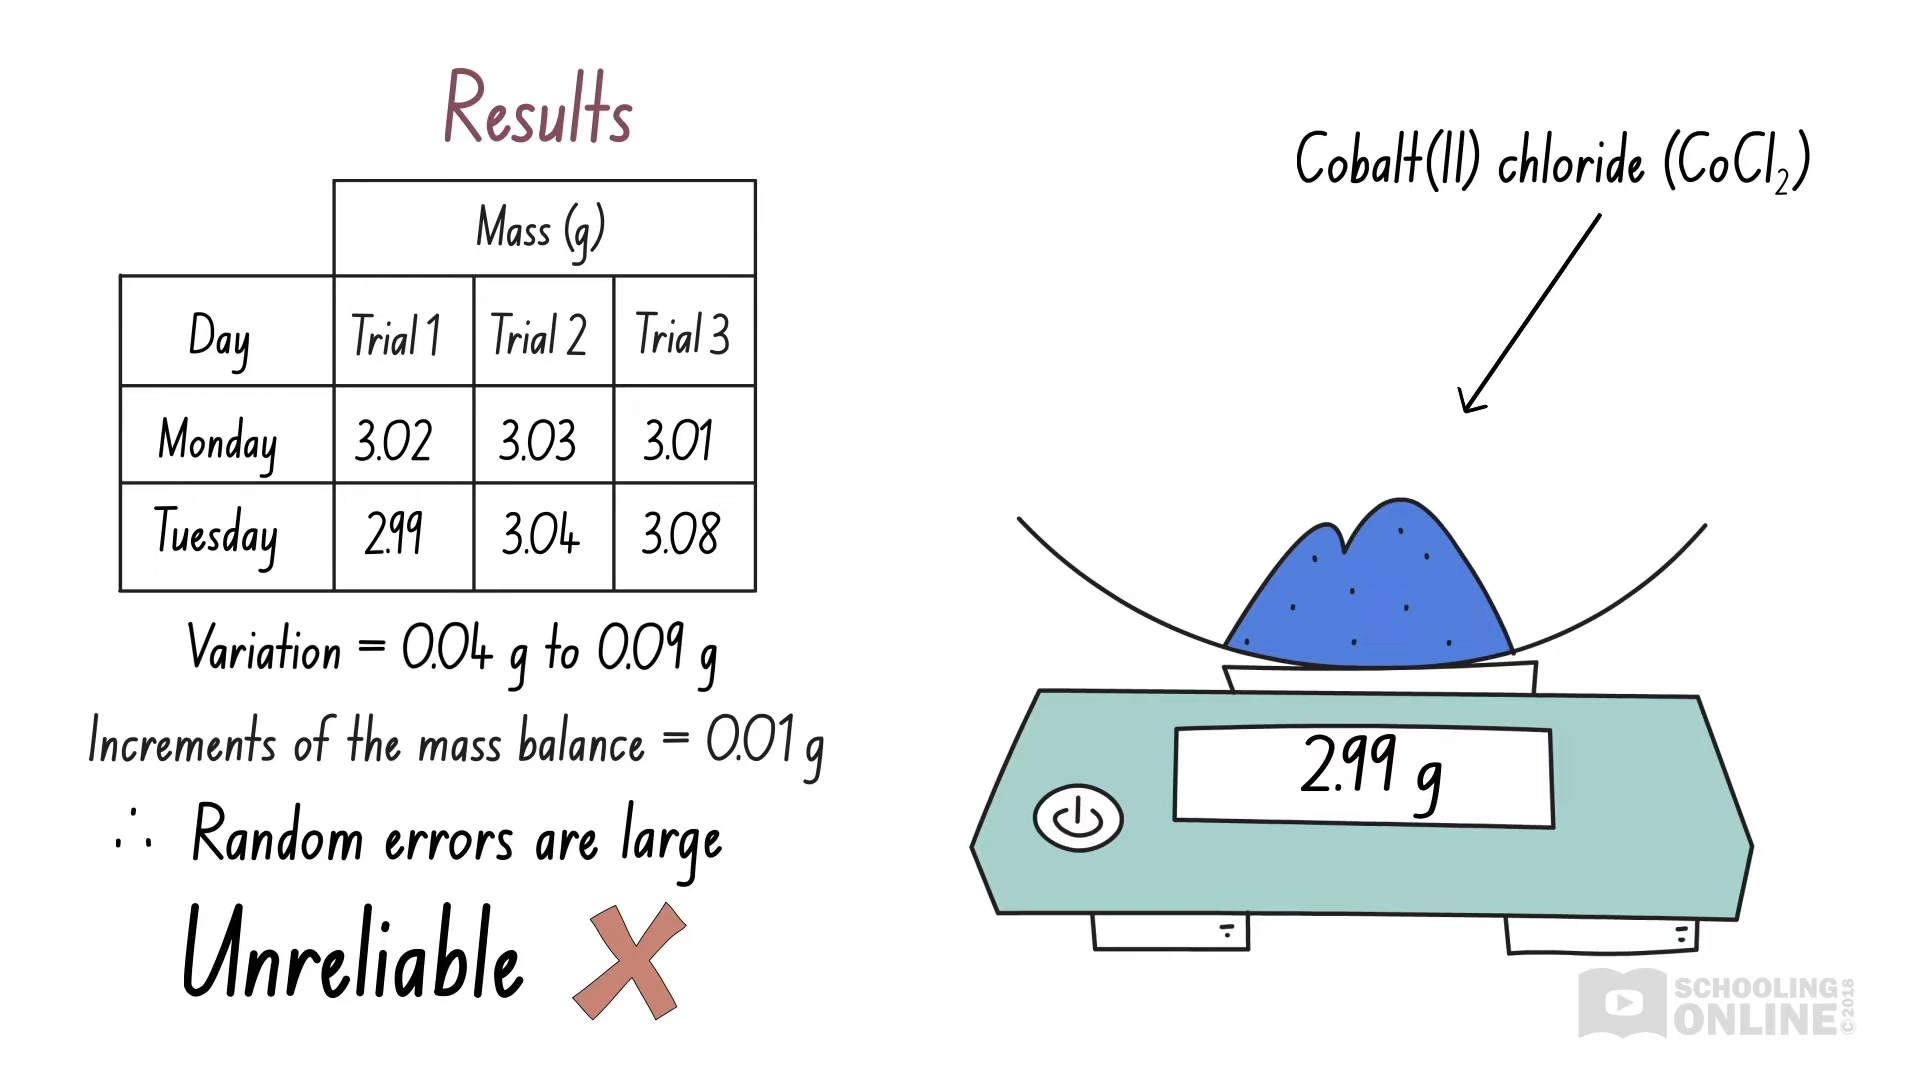 Results
Cobalt(II) chloride (CoCl₂)
Mass (g)
Day Trial 1 Trial 2 Trial 3
Monday 3.02 3.03 3.01
Tuesday 2.99 3.04 3.08
Variation = 0.04 g to 0.09 g
Increments of the mass balance = 0.01 g
∴ Random errors are large
Unreliable
2.99 g
SCHOOLING
ONLINE
©2018